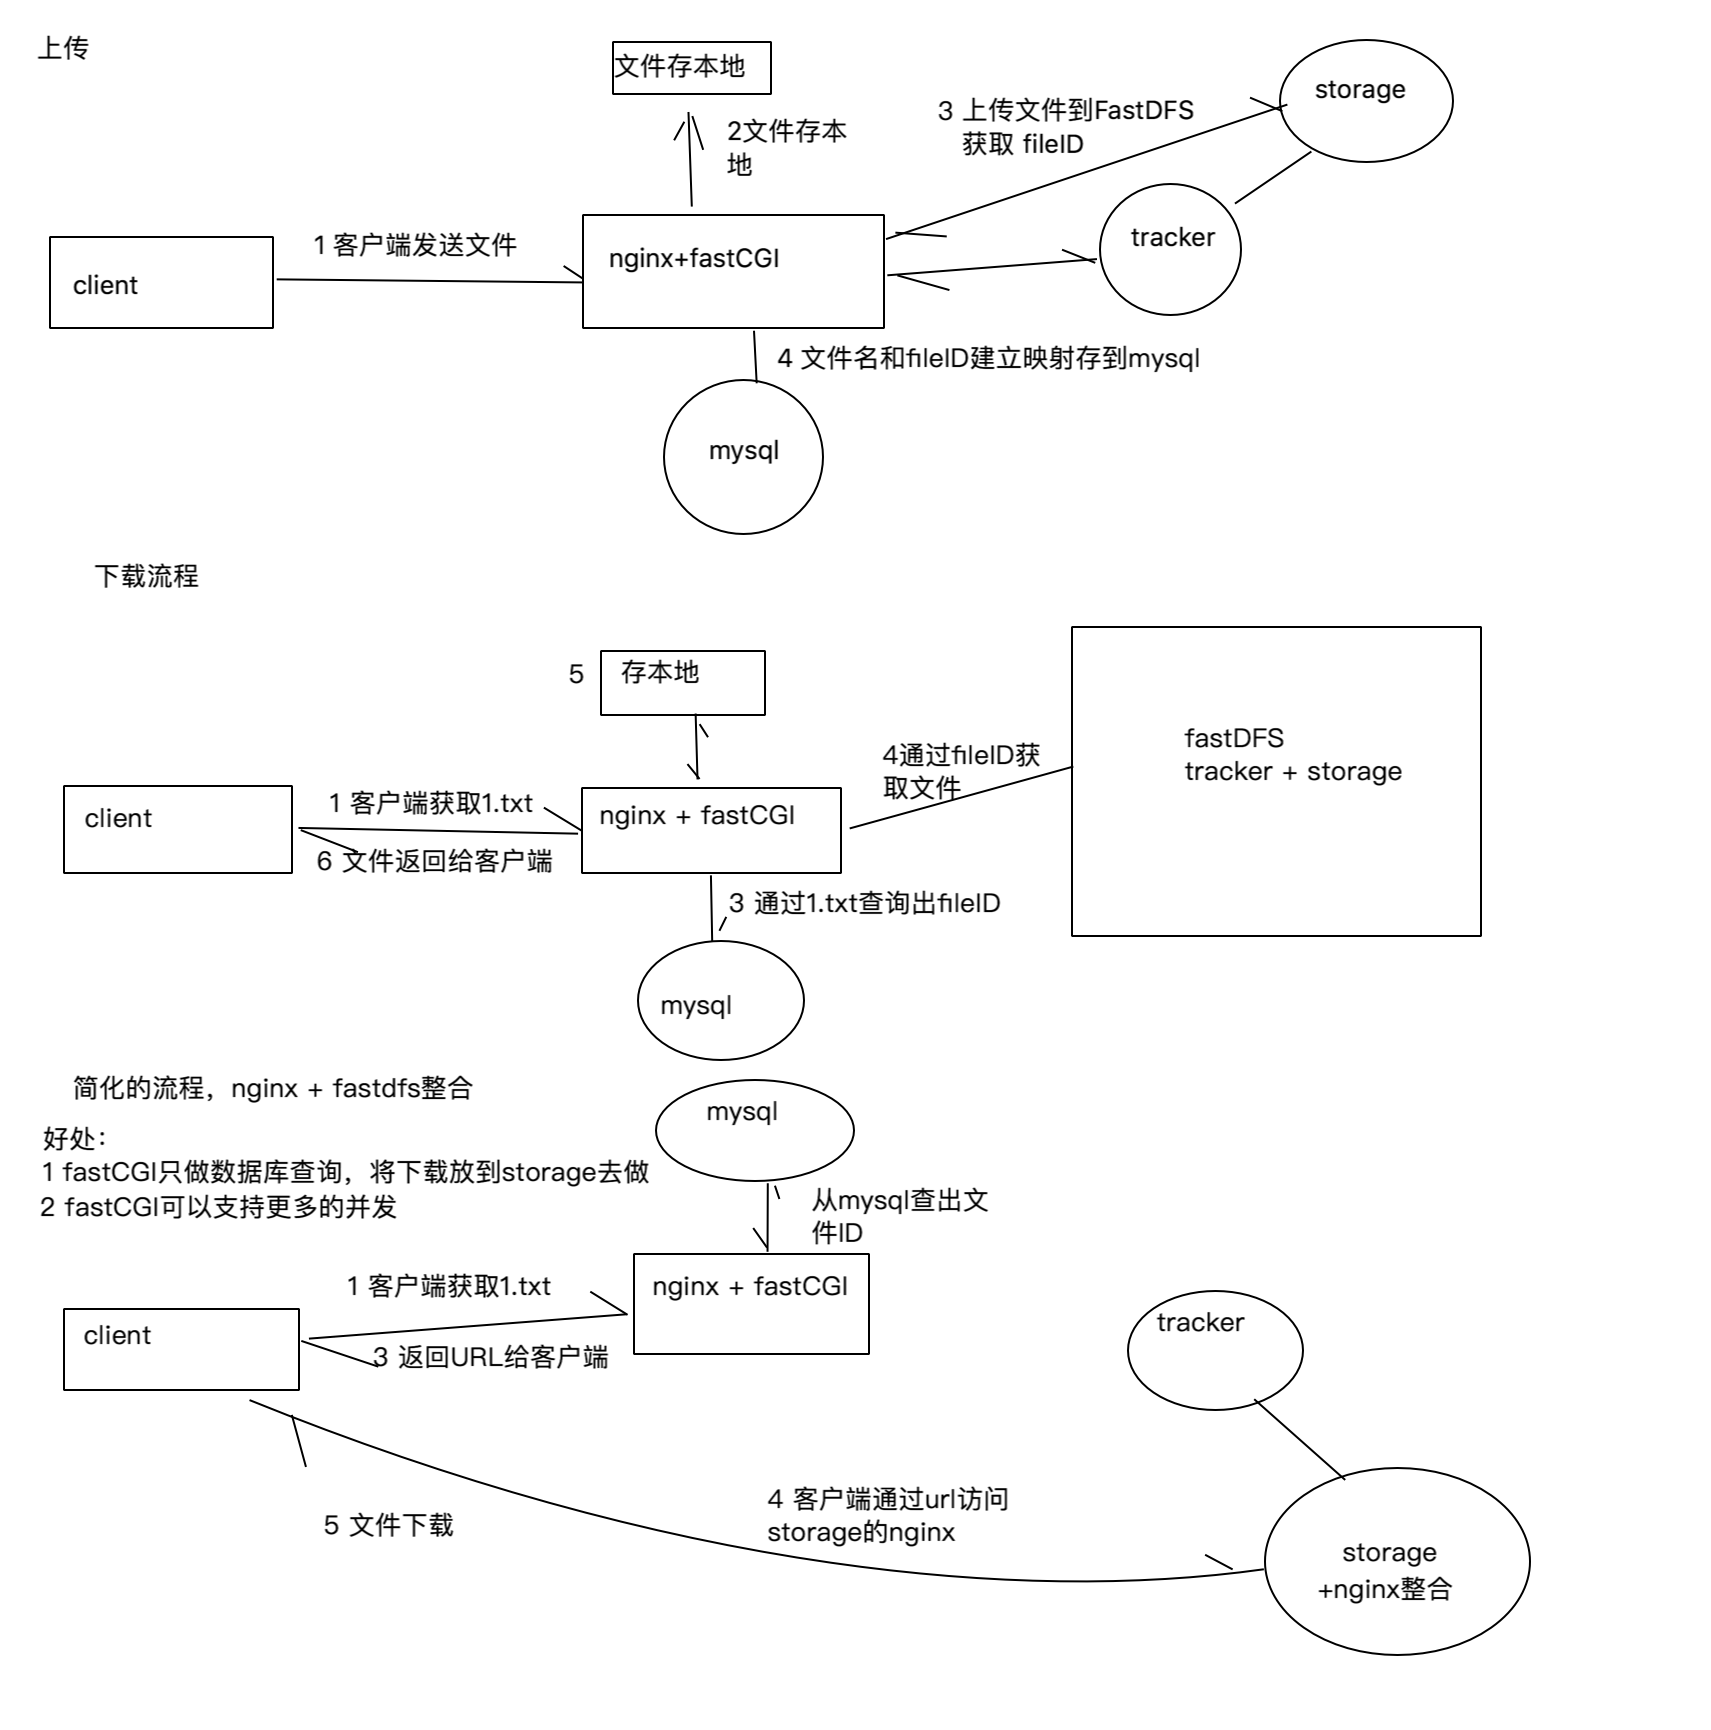 上传
文件存本地
2文件存本
地
3 上传文件到FastDFS
获取 fileID
storage
tracker
1 客户端发送文件
client
nginx+fastCGI
4 文件名和fileID建立映射存到mysql
mysql
下载流程
5
存本地
fastDFS
tracker + storage
4通过fileID获
取文件
1 客户端获取1.txt
client
nginx + fastCGI
6 文件返回给客户端
3 通过1.txt查询出fileID
mysql
简化的流程，nginx + fastdfs整合
好处：
1 fastCGI只做数据库查询，将下载放到storage去做
2 fastCGI可以支持更多的并发
mysql
从mysql查出文
件ID
1 客户端获取1.txt
nginx + fastCGI
client
3 返回URL给客户端
tracker
4 客户端通过url访问
storage的nginx
5 文件下载
storage
+nginx整合